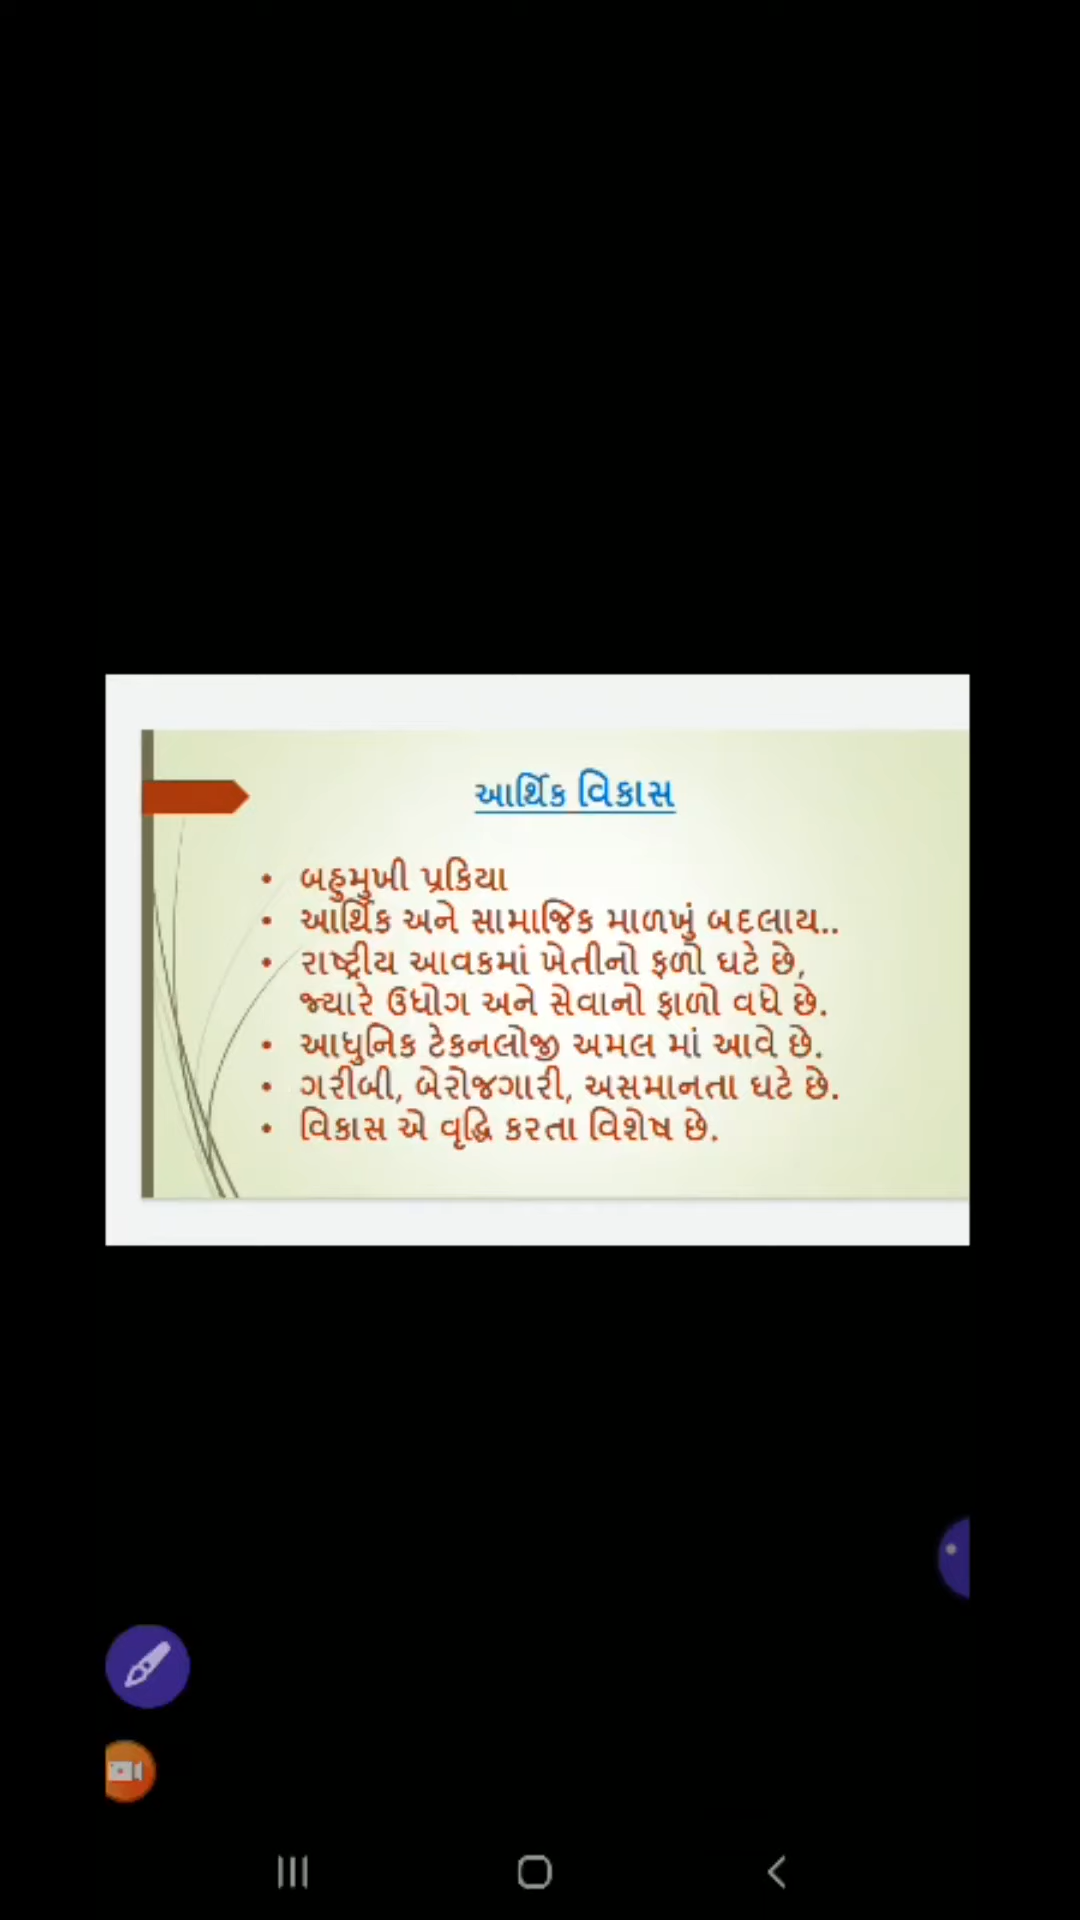 આર્થિક વિકાસ
• બહુમુખી પ્રકિયા
• આર્થિક અને સામાજિક માળખું બદલાય..
• રાષ્ટ્રીય આવકમાં ખેતીનો ફળો ઘટે છે,
જ્યારે ઉધોગ અને સેવાનો ફાળો વધે છે.
• આધુનિક ટેકનલોજી અમલ માં આવે છે.
• ગરીબી, બેરોજગારી, અસમાનતા ઘટે છે.
• વિકાસ એ વૃદ્ધિ કરતા વિશેષ છે.